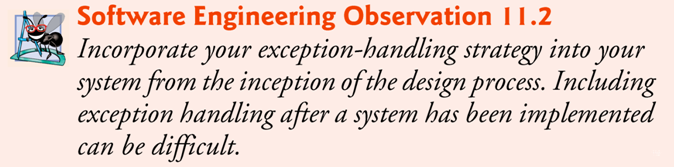 Software Engineering Observation 11.2
Incorporate your exception-handling strategy into your
system from the inception of the design process. Including
exception handling after a system has been implemented
can be difficult.